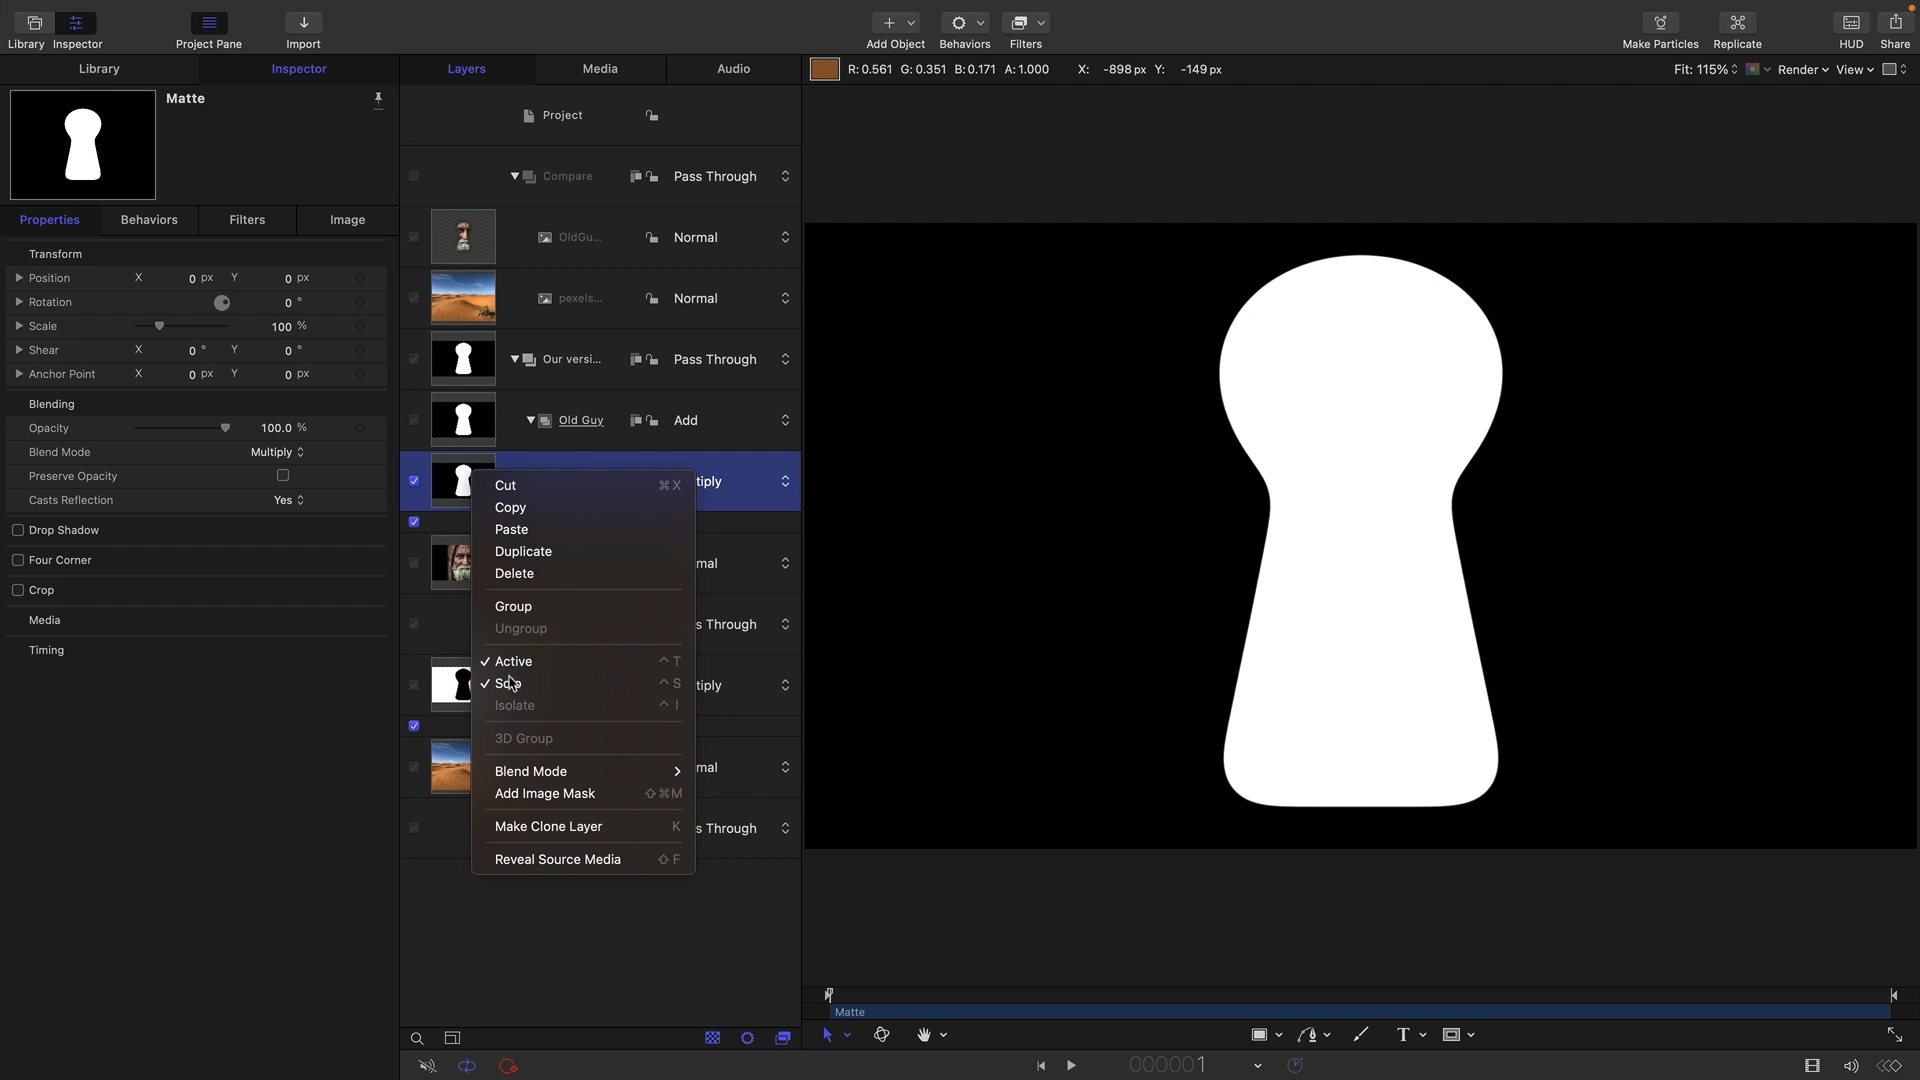 Library Inspector Project Pane Import Add Object Behaviors Filters Make Particles Replicate HUD Share
Library Inspector Layers Media Audio R: 0.561 G: 0.351 B: 0.171 A: 1.000 X: -898 px Y: -149 px Fit: 115% Render View
Matte
Project
Compare Pass Through
Properties Behaviors Filters Image
OldGu... Normal
Transform
Position X 0 px Y 0 px
Rotation 0 °
pexels... Normal
Scale 100 %
Shear X 0 ° Y 0 °
Our versi... Pass Through
Anchor Point X 0 px Y 0 px
Blending
Old Guy Add
Opacity 100.0 %
Blend Mode Multiply
Preserve Opacity
tiply
Casts Reflection Yes
Drop Shadow
Four Corner
Crop
Media
Timing
Cut ⌘ X
Copy
Paste
Duplicate
mal
Delete
Group
s Through
Ungroup
✓ Active ^ T
✓ So ^ S
tiply
Isolate ^ I
3D Group
Blend Mode
mal
Add Image Mask ⇧ ⌘ M
Make Clone Layer K
s Through
Reveal Source Media ⇧ F
Matte
T
000001